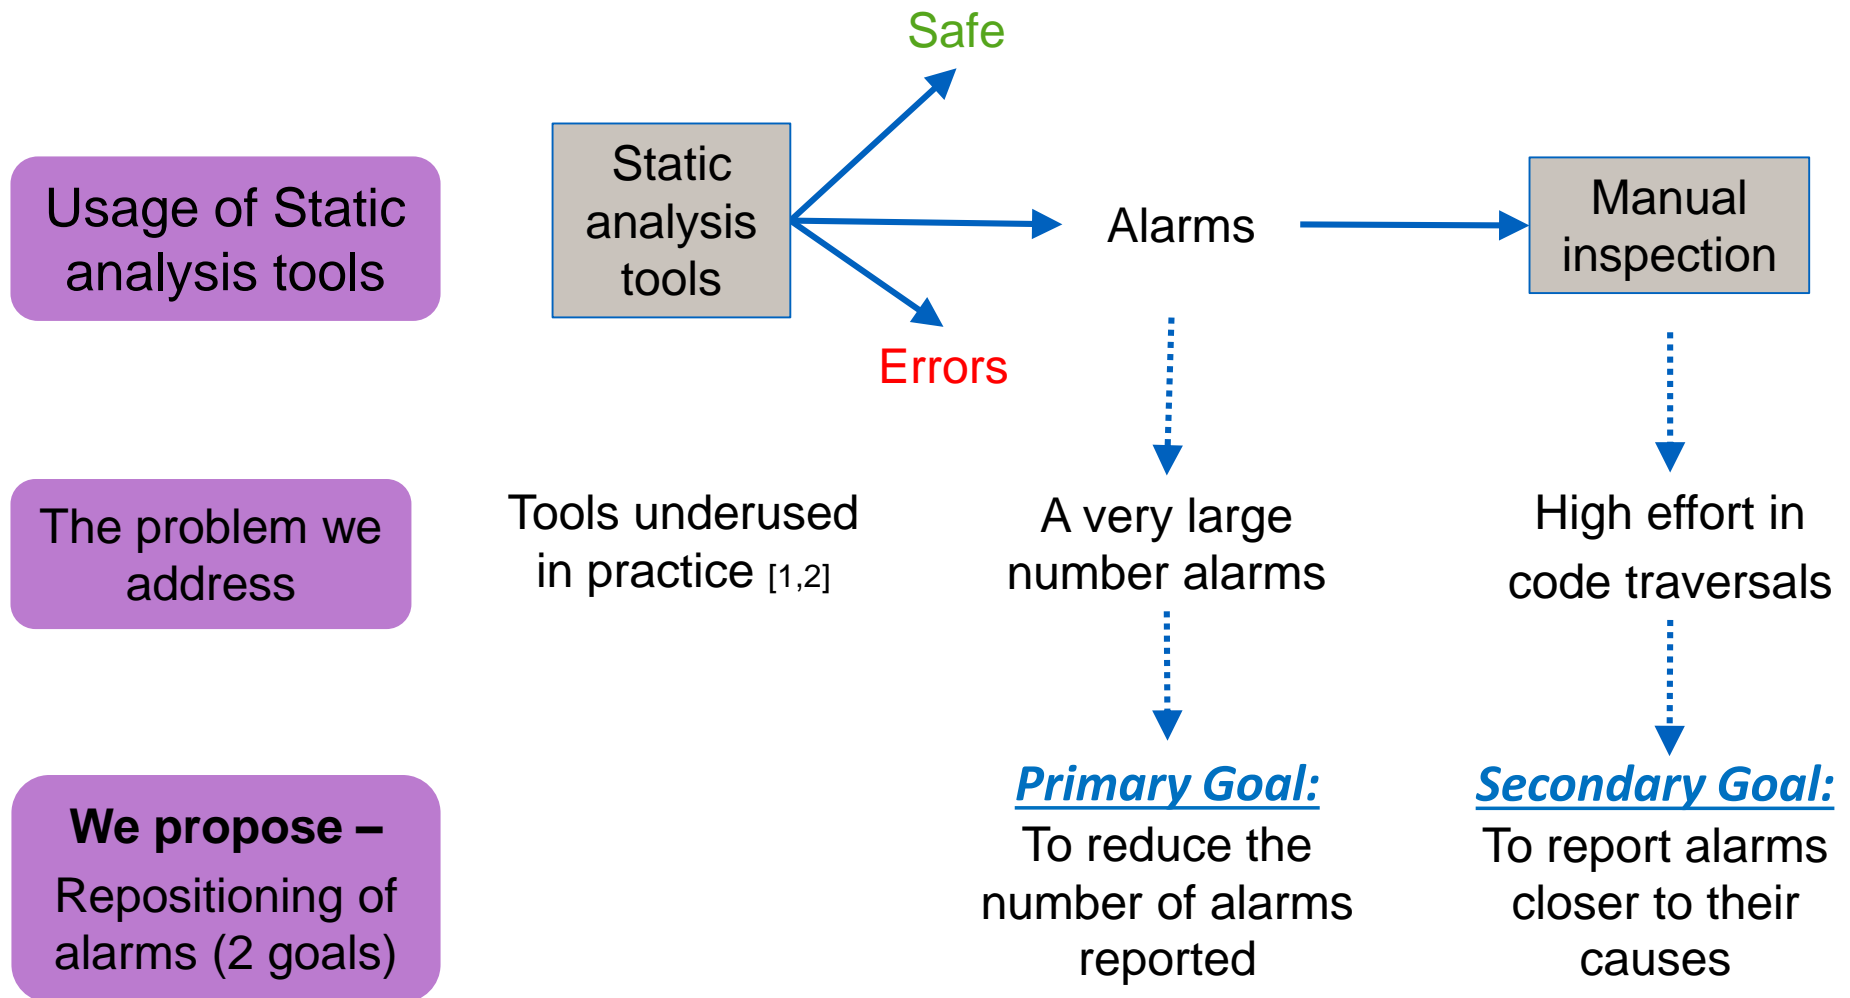 Safe
Usage of Static
analysis tools
Static
analysis
tools
Alarms
Manual
inspection
Errors
The problem we
address
Tools underused
in practice [1,2]
A very large
number alarms
High effort in
code traversals
We propose –
Repositioning of
alarms (2 goals)
Primary Goal:
To reduce the
number of alarms
reported
Secondary Goal:
To report alarms
closer to their
causes